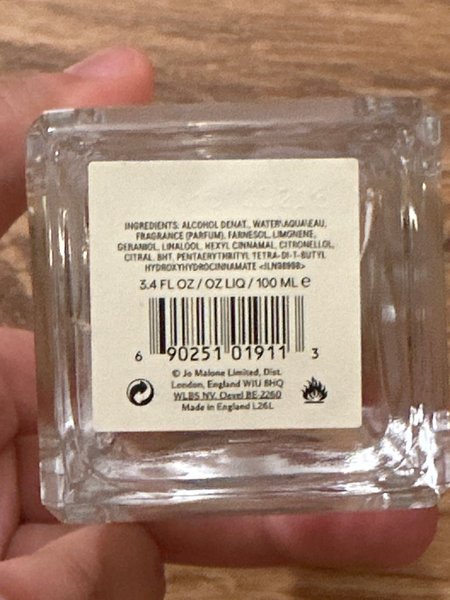 INGREDIENTS: ALCOHOL DENAT., WATER\AQUA\EAU,
FRAGRANCE (PARFUM), FARNESOL, LIMONENE,
GERANIOL, LINALOOL, HEXYL CINNAMAL, CITRONELLOL,
CITRAL, BHT, PENTAERYTHRITYL TETRA-DI-T-BUTYL
HYDROXYHYDROCINNAMATE <ILN38998>
3.4 FL OZ / OZ LIQ / 100 ML ℮
6 90251 01911 3
© Jo Malone Limited, Dist.
London, England W1U 8HQ
WLBS NV, Oevel BE-2260
Made in England L26L